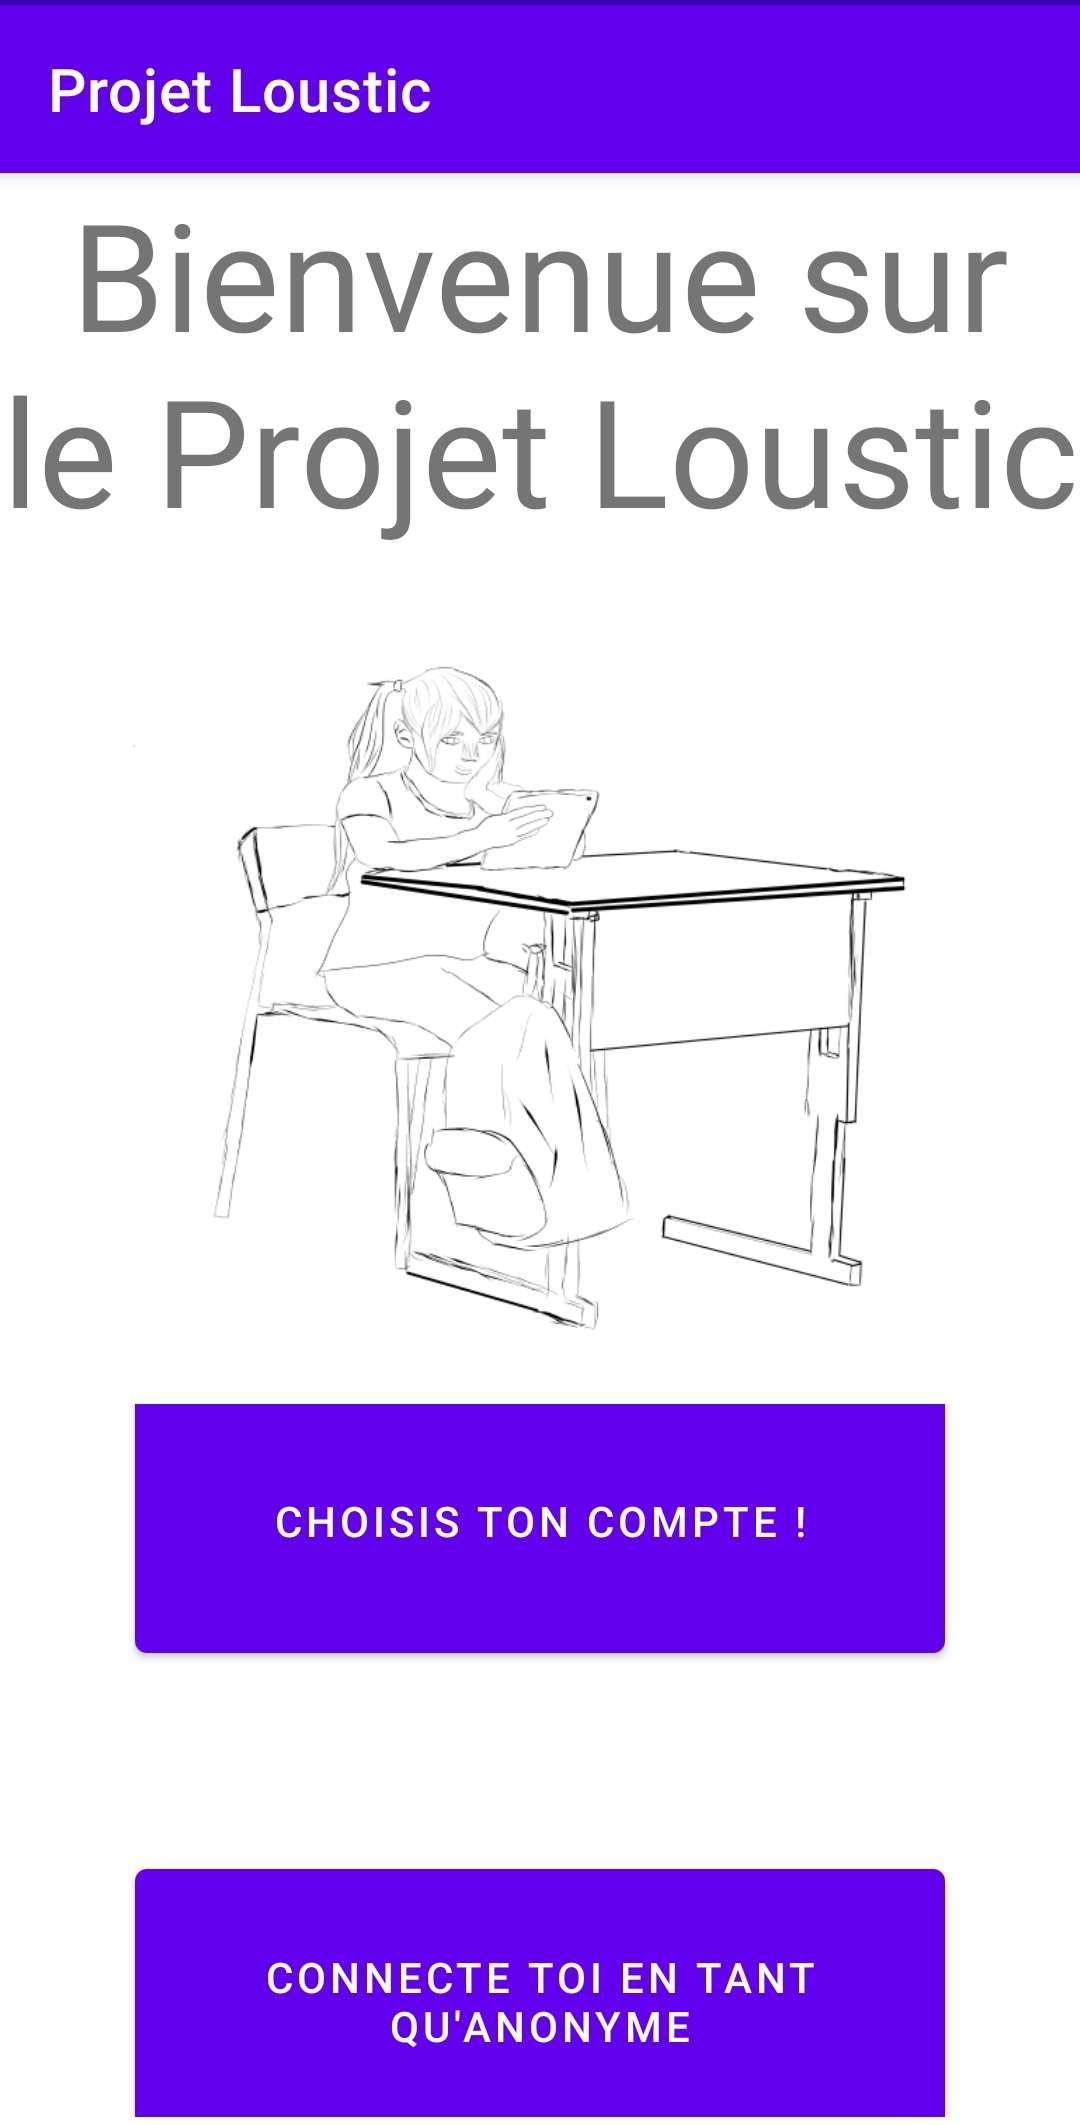 Projet Loustic
Bienvenue sur
le Projet Loustic
CHOISIS TON COMPTE !
CONNECTE TOI EN TANT
QU'ANONYME